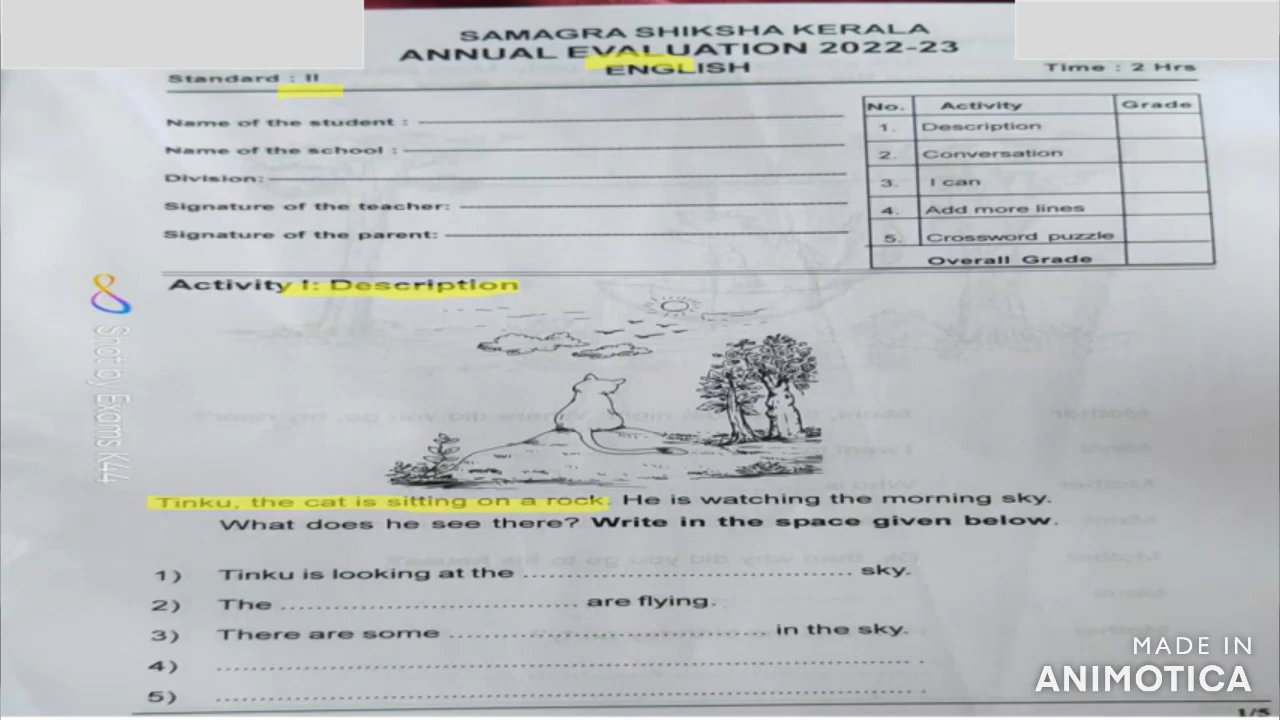 SAMAGRA SHIKSHA KERALA
ANNUAL EVALUATION 2022-23
ENGLISH
Standard : II
Time : 2 Hrs
Name of the student :
Name of the school :
Division:
Signature of the teacher:
Signature of the parent:
No. Activity Grade
1. Description
2. Conversation
3. I can
4. Add more lines
5. Crossword puzzle
Overall Grade
Activity I: Description
Tinku, the cat is sitting on a rock. He is watching the morning sky.
What does he see there? Write in the space given below.
1) Tinku is looking at the .................................... sky.
2) The ................................. are flying.
3) There are some ................................... in the sky.
4) ..............................................................................
5) ..............................................................................
1/5
Shot by Exams K44
MADE IN
ANIMOTICA